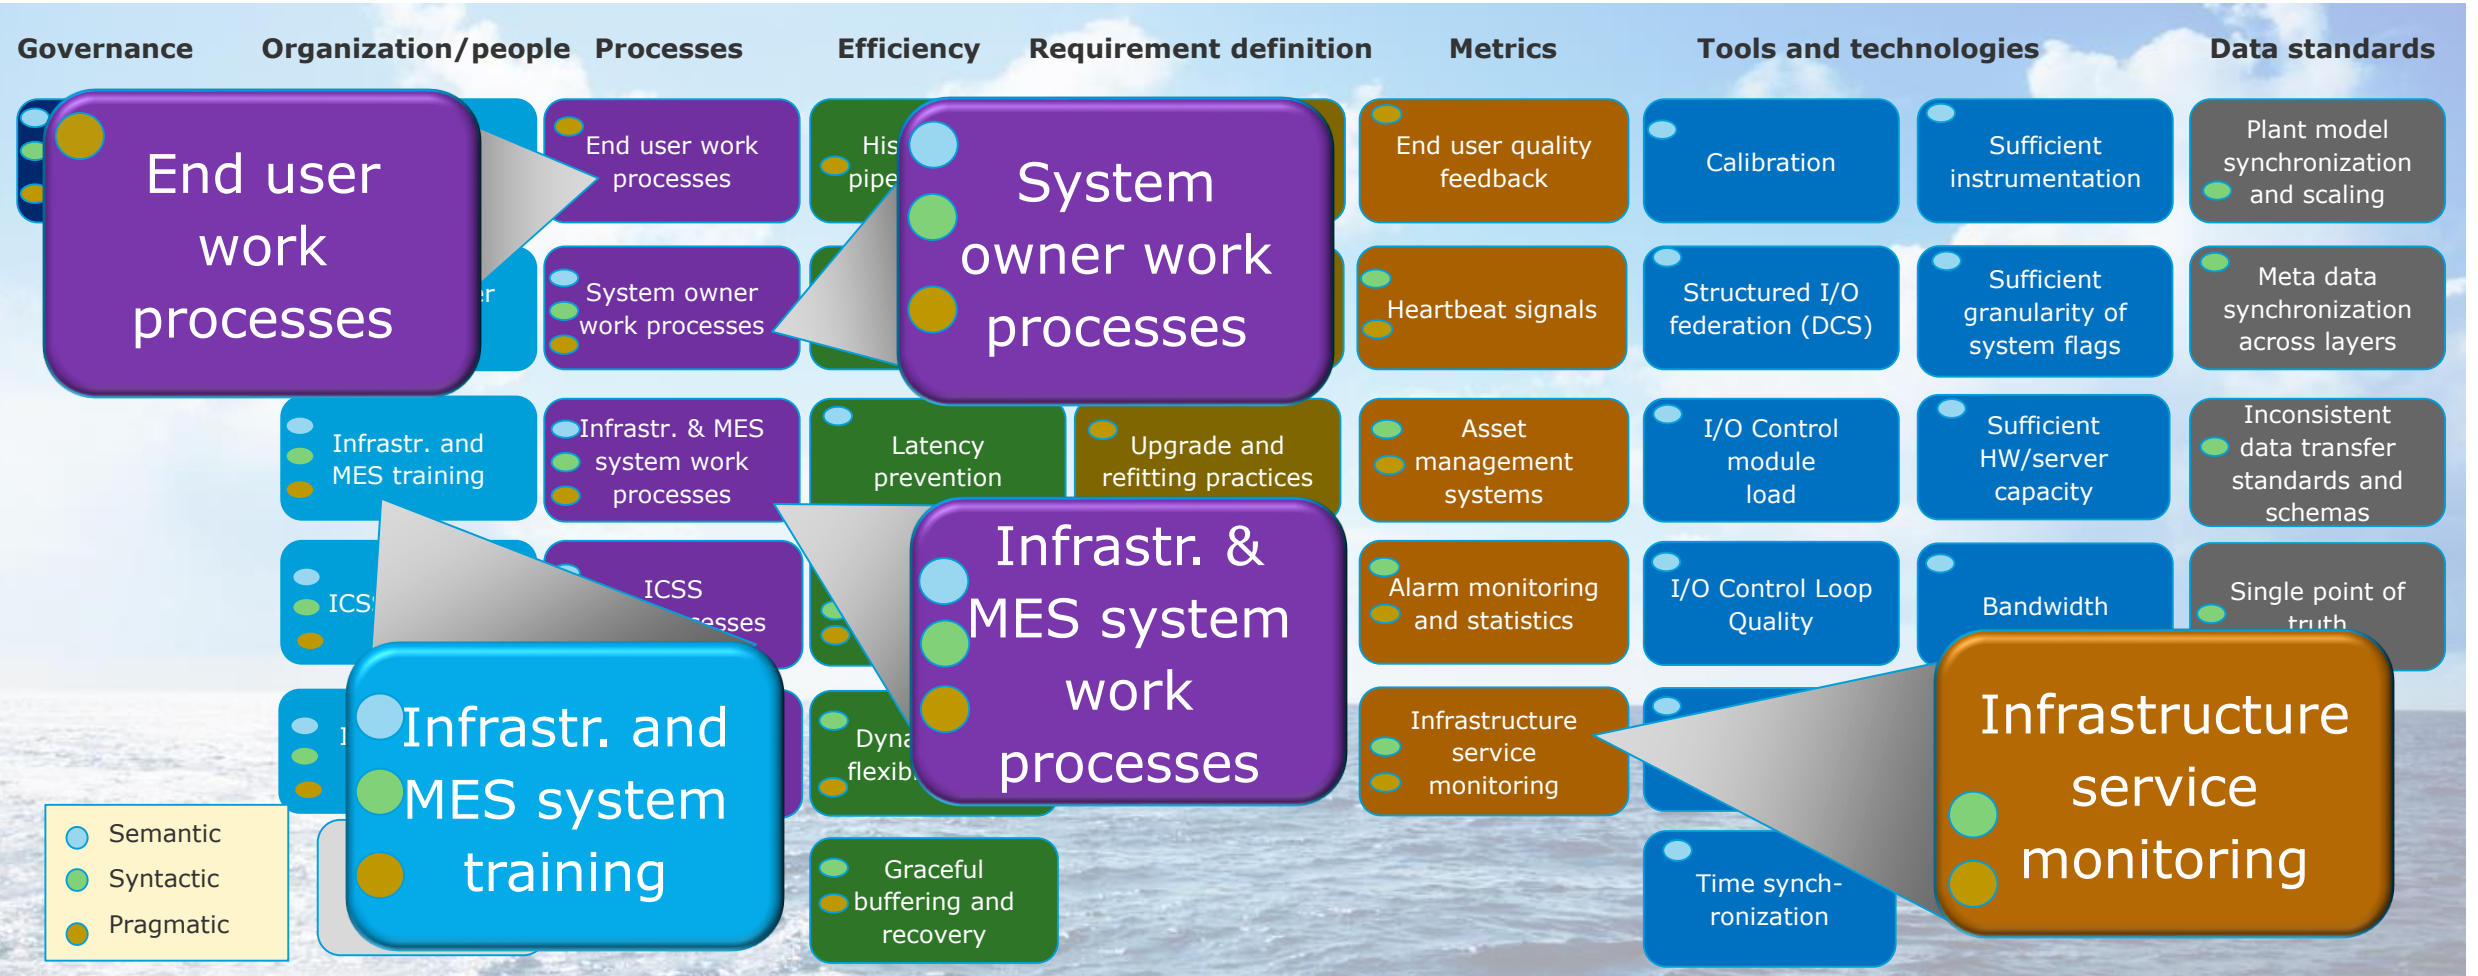 Governance
Organization/people
Processes
Efficiency
Requirement definition
Metrics
Tools and technologies
Data standards
End user
work
processes
End user work
processes
His
pipe
System
owner work
processes
End user quality
feedback
Calibration
Sufficient
instrumentation
Plant model
synchronization
and scaling
er
System owner
work processes
Heartbeat signals
Structured I/O
federation (DCS)
Sufficient
granularity of
system flags
Meta data
synchronization
across layers
Infrastr. and
MES training
Infrastr. & MES
system work
processes
Latency
prevention
Upgrade and
refitting practices
Asset
management
systems
I/O Control
module
load
Sufficient
HW/server
capacity
Inconsistent
data transfer
standards and
schemas
ICS
ICSS
esses
Infrastr. &
MES system
work
processes
Alarm monitoring
and statistics
I/O Control Loop
Quality
Bandwidth
Single point of
truth
Infrastr. and
MES system
training
Dyna
flexib
Infrastructure
service
monitoring
Infrastructure
service
monitoring
Graceful
buffering and
recovery
Time synch-
ronization
Semantic
Syntactic
Pragmatic